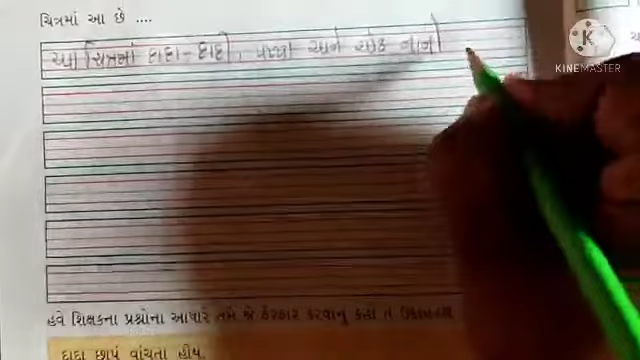 ચિત્રમાં આ છે ....
આ ચિત્રમાં દાદા-દાદી, પપ્પા અને એક નાનો
KINEMASTER
હવે શિક્ષકના પ્રશ્નોના આધારે તમે જે ફેરફાર કરવાનું કહો તે
દાદા છાપું વાંચતા હોય.